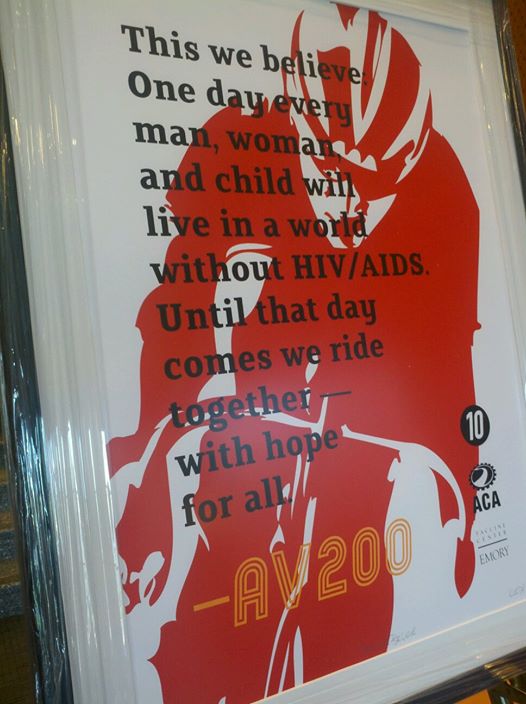 This we believe:
One day every
man, woman,
and child will
live in a world
without HIV/AIDS.
Until that day
comes we ride
together —
with hope
for all.
—AV200
10
ACA
VACCINE
CENTER
EMORY